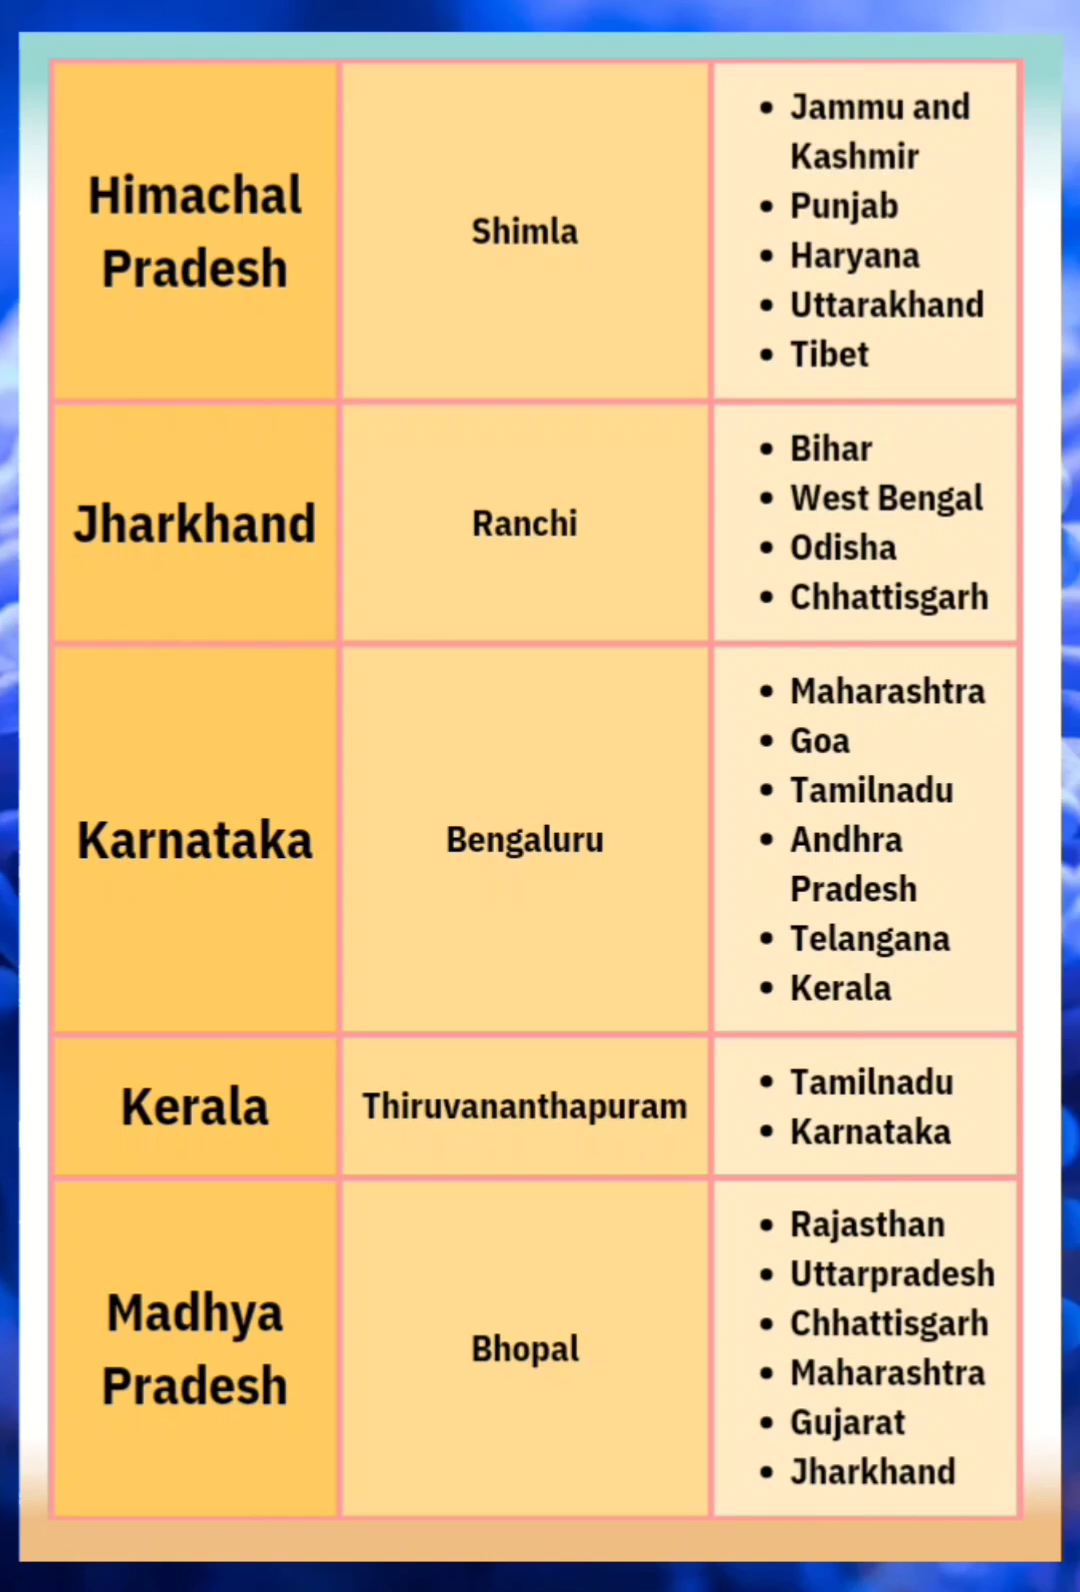 Himachal
Pradesh
Shimla
• Jammu and
Kashmir
• Punjab
• Haryana
• Uttarakhand
• Tibet
Jharkhand
Ranchi
• Bihar
• West Bengal
• Odisha
• Chhattisgarh
Karnataka
Bengaluru
• Maharashtra
• Goa
• Tamilnadu
• Andhra
Pradesh
• Telangana
• Kerala
Kerala
Thiruvananthapuram
• Tamilnadu
• Karnataka
Madhya
Pradesh
Bhopal
• Rajasthan
• Uttarpradesh
• Chhattisgarh
• Maharashtra
• Gujarat
• Jharkhand